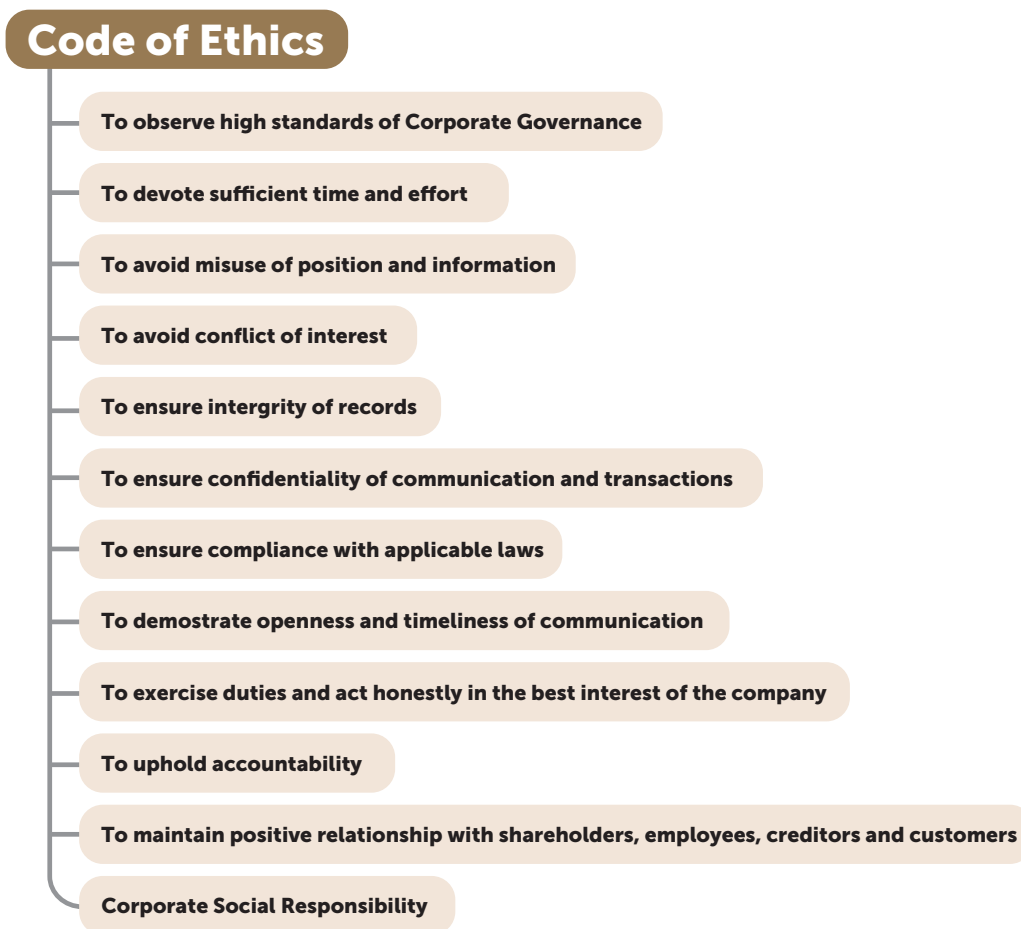 Code of Ethics
To observe high standards of Corporate Governance
To devote sufficient time and effort
To avoid misuse of position and information
To avoid conflict of interest
To ensure intergrity of records
To ensure confidentiality of communication and transactions
To ensure compliance with applicable laws
To demostrate openness and timeliness of communication
To exercise duties and act honestly in the best interest of the company
To uphold accountability
To maintain positive relationship with shareholders, employees, creditors and customers
Corporate Social Responsibility